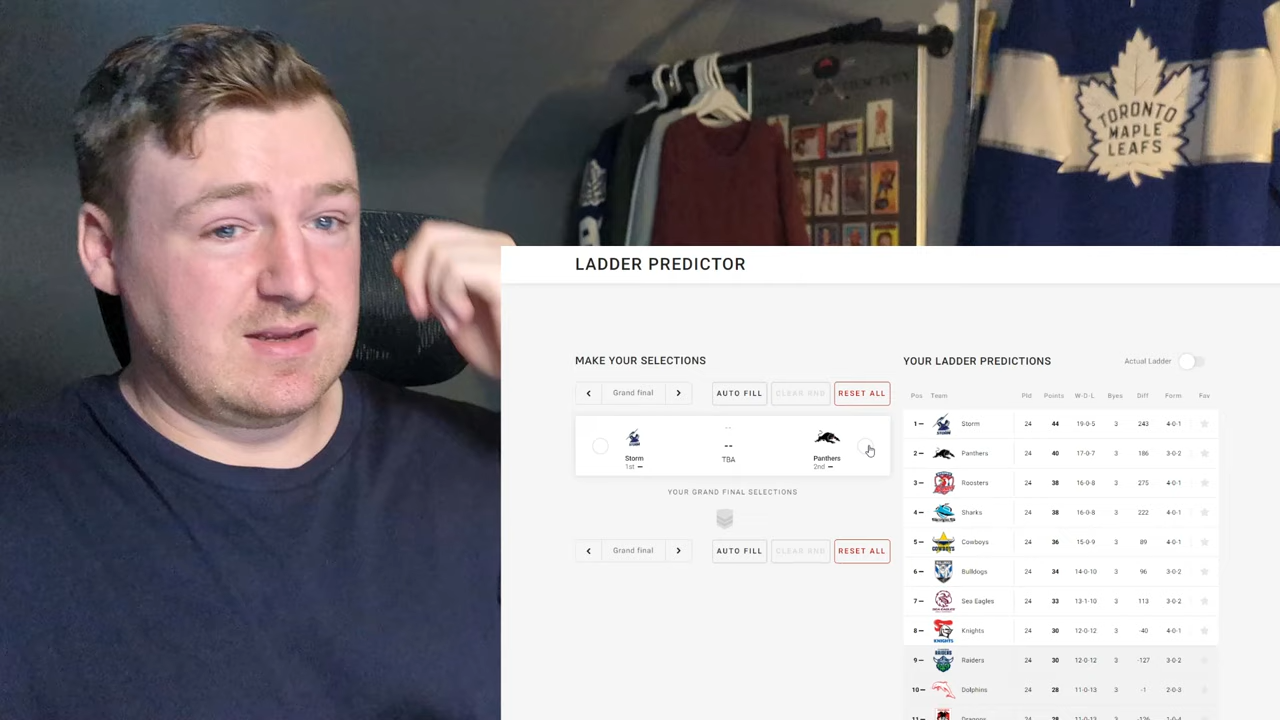 TORONTO
MAPLE
LEAFS
LADDER PREDICTOR
MAKE YOUR SELECTIONS
Grand final
AUTO FILL
CLEAR RND
RESET ALL
Storm
1st
--
--
TBA
Panthers
2nd
YOUR GRAND FINAL SELECTIONS
Grand final
AUTO FILL
CLEAR RND
RESET ALL
YOUR LADDER PREDICTIONS
Actual Ladder
Pos Team Pld Points W-D-L Byes Diff Form Fav
1 Storm 24 44 19-0-5 3 243 4-0-1
2 Panthers 24 40 17-0-7 3 186 3-0-2
3 Roosters 24 38 16-0-8 3 275 4-0-1
4 Sharks 24 38 16-0-8 3 222 4-0-1
5 Cowboys 24 36 15-0-9 3 89 4-0-1
6 Bulldogs 24 34 14-0-10 3 96 3-0-2
7 Sea Eagles 24 33 13-1-10 3 113 3-0-2
8 Knights 24 30 12-0-12 3 -40 4-0-1
9 Raiders 24 30 12-0-12 3 -127 3-0-2
10 Dolphins 24 28 11-0-13 3 -1 2-0-3